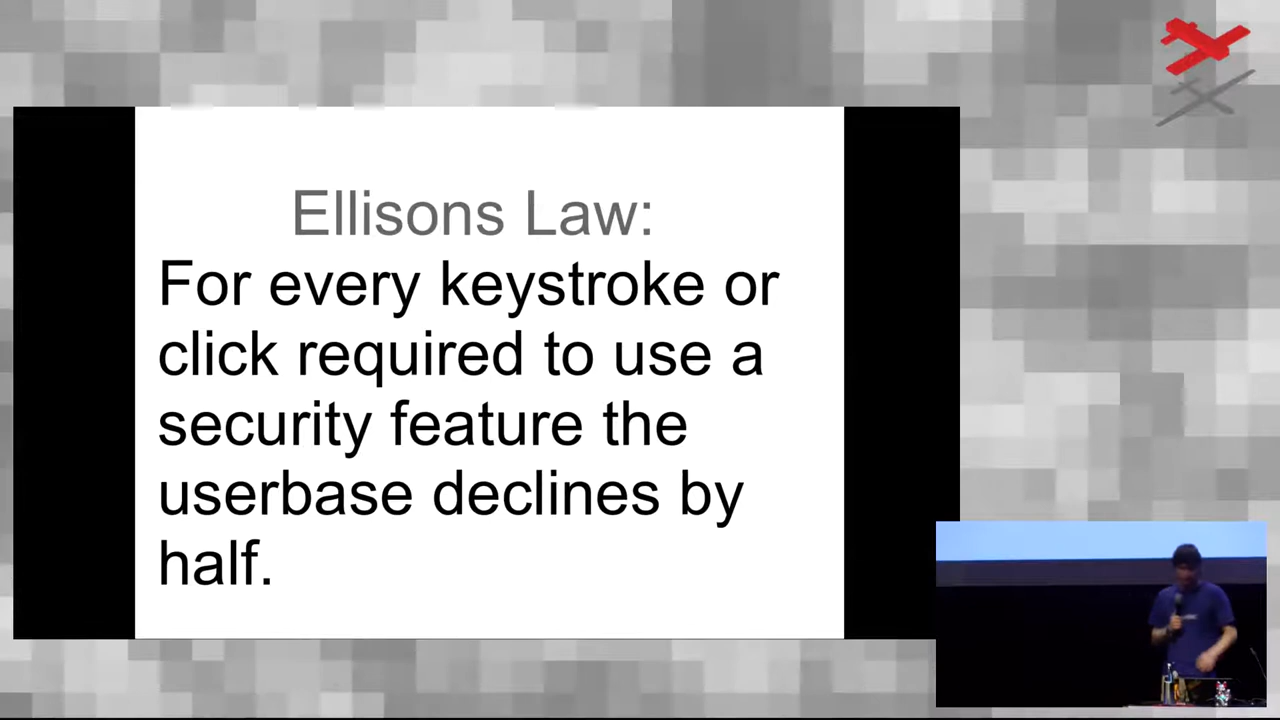 Ellisons Law:
For every keystroke or
click required to use a
security feature the
userbase declines by
half.